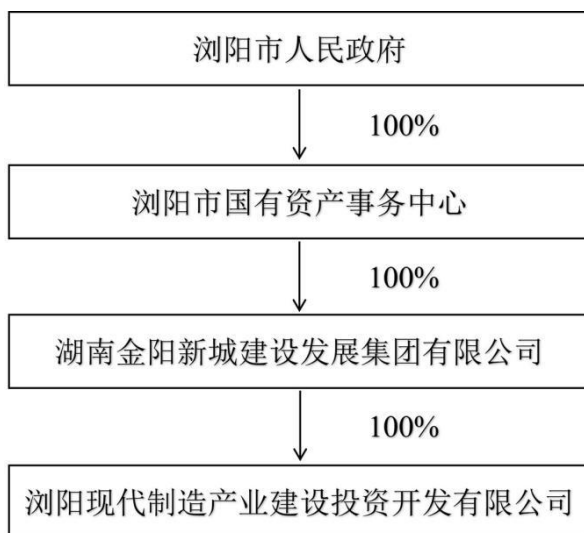 浏阳市人民政府
100%
浏阳市国有资产事务中心
100%
湖南金阳新城建设发展集团有限公司
100%
浏阳现代制造产业建设投资开发有限公司